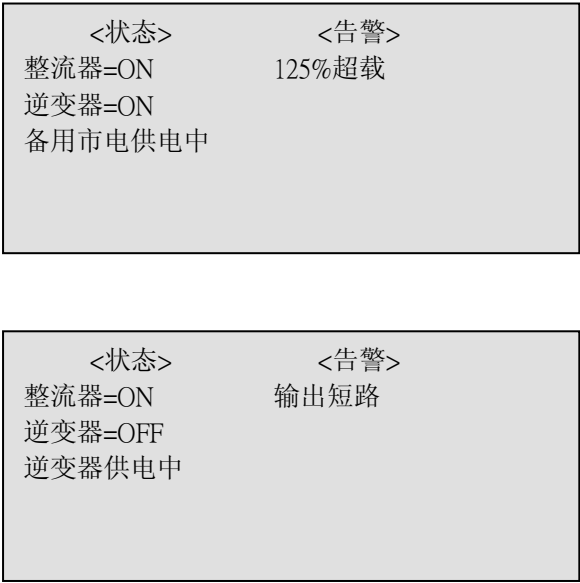 <状态> <告警>
整流器=ON 125%超载
逆变器=ON
备用市电供电中
<状态> <告警>
整流器=ON 输出短路
逆变器=OFF
逆变器供电中